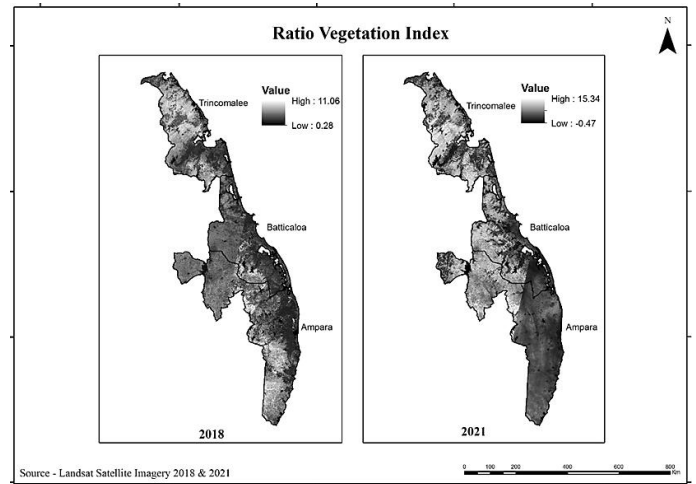 Ratio Vegetation Index
N
Trincomalee
Value
High : 11.06
Low : 0.28
Batticaloa
Ampara
2018
Trincomalee
Value
High : 15.34
Low : -0.47
Batticaloa
Ampara
2021
Source - Landsat Satellite Imagery 2018 & 2021
0 100 200 400 600 800
Km